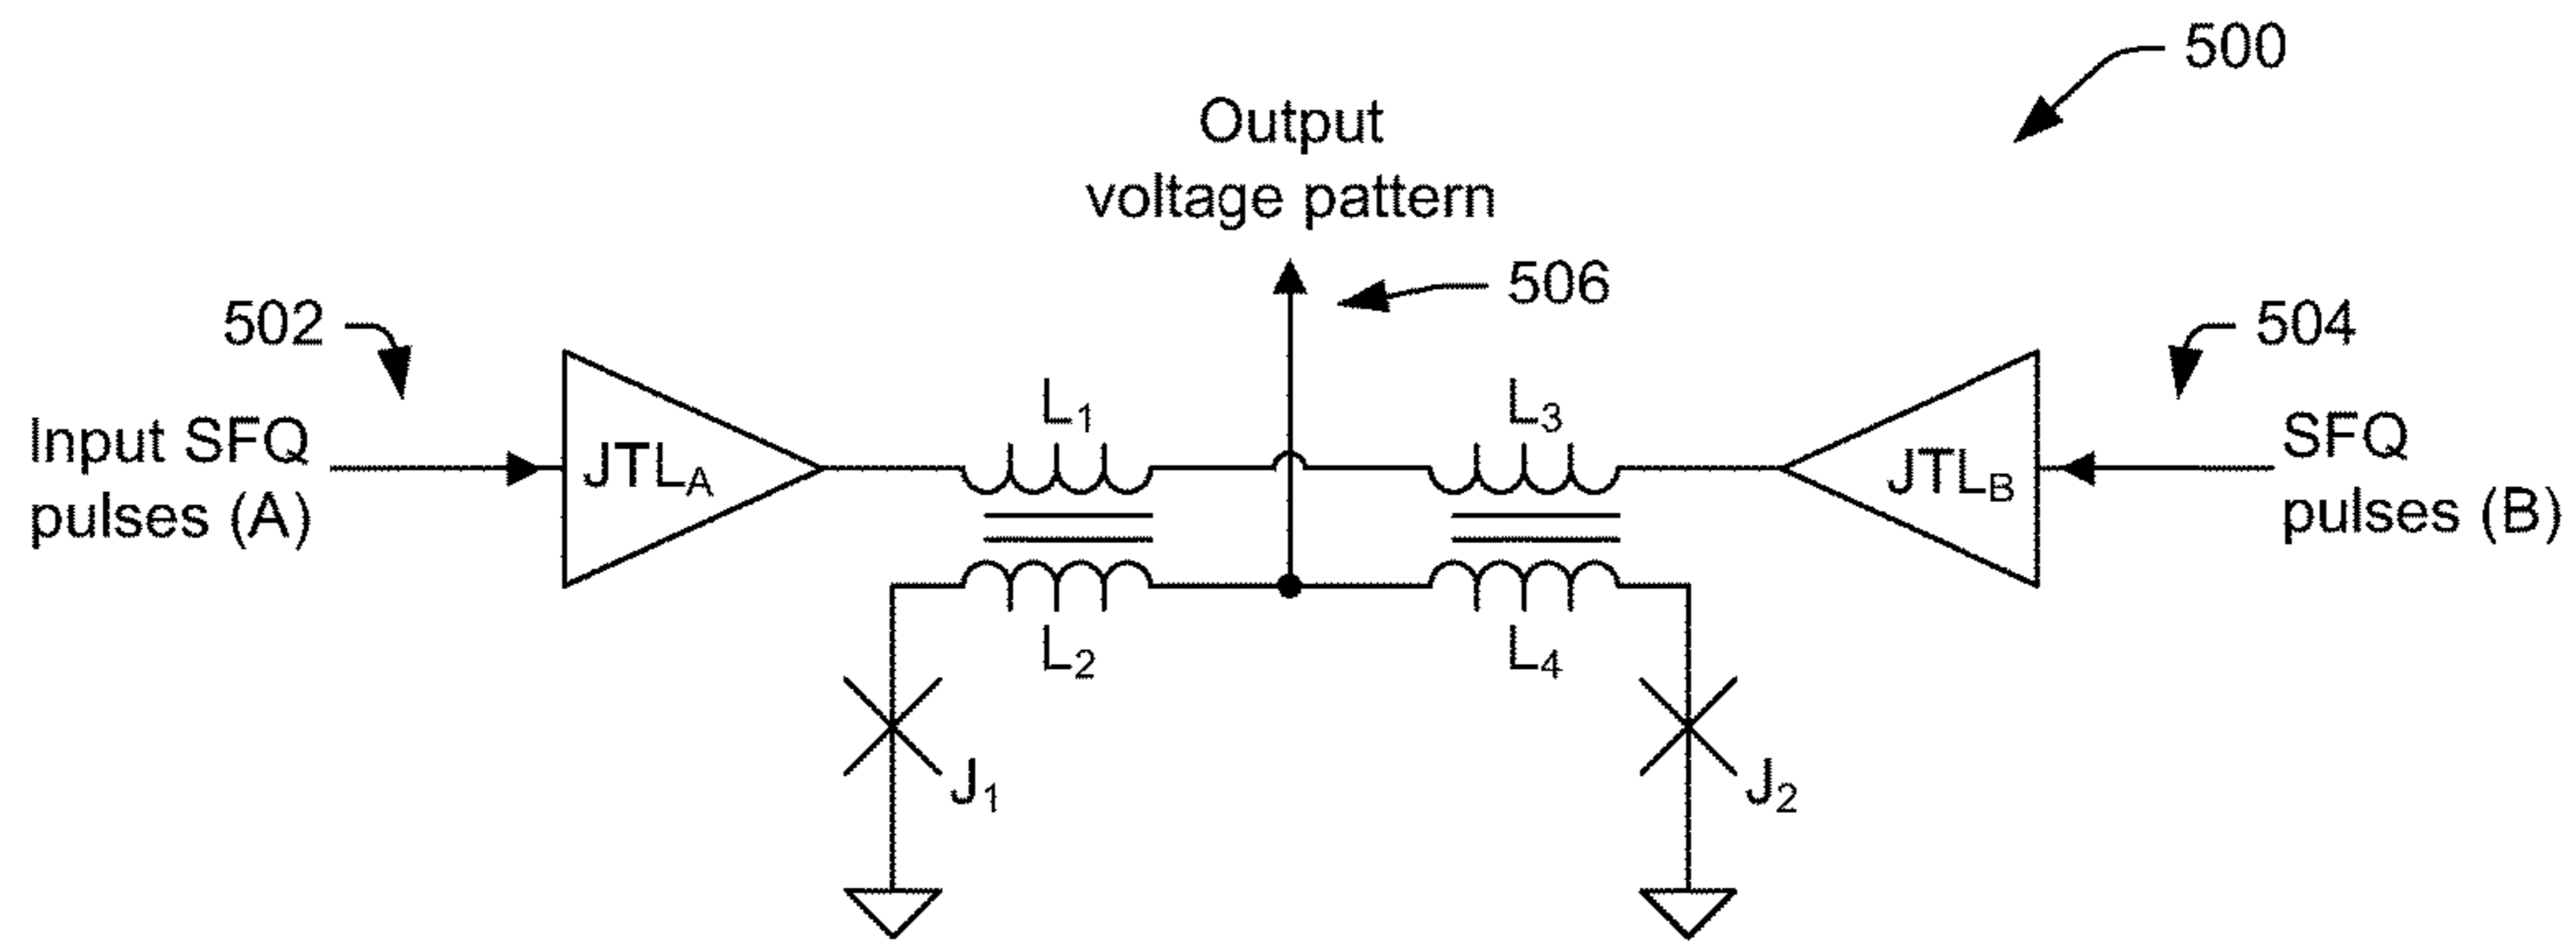 500
Output
voltage pattern
506
502
504
L1
L3
Input SFQ
pulses (A)
JTLA
JTLB
SFQ
pulses (B)
L2
L4
J1
J2